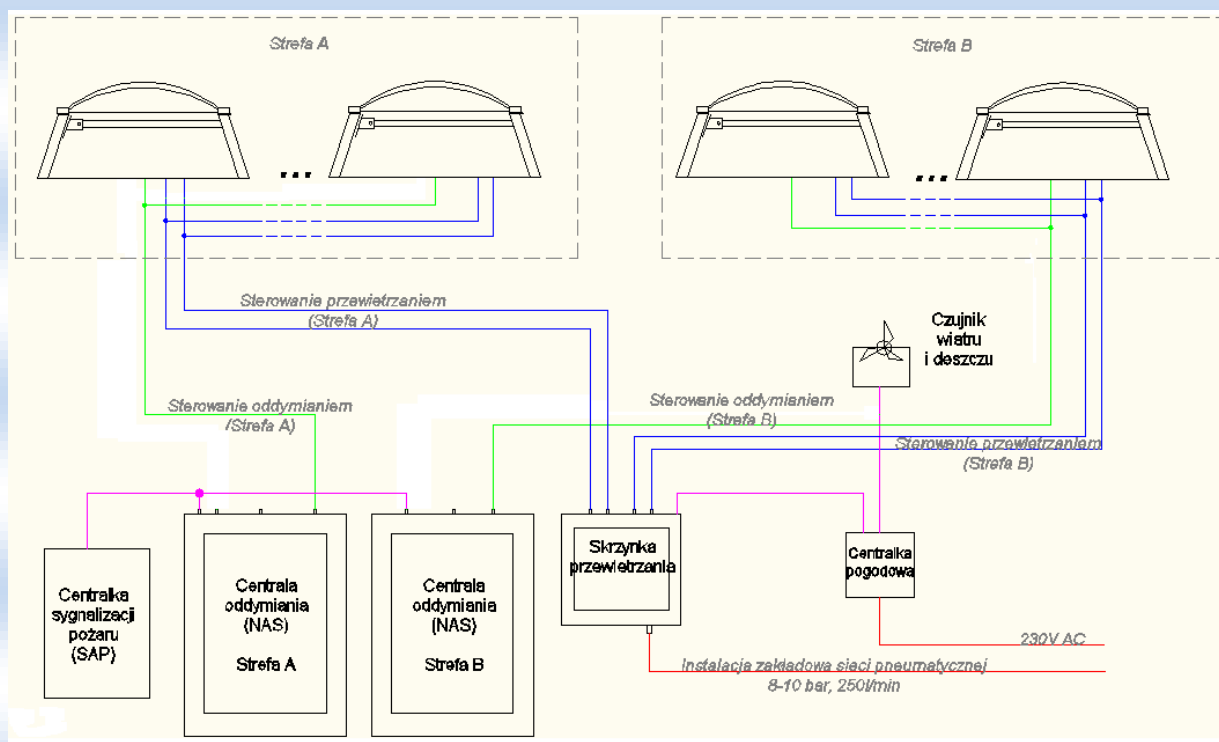 Strefa A
Strefa B
Sterowanie przewietrzaniem
(Strefa A)
Czujnik
wiatru
i deszczu
Sterowanie oddymianiem
(Strefa A)
Sterowanie oddymianiem
(Strefa B)
Sterowanie przewietrzaniem
(Strefa B)
Centralka
sygnalizacji
pożaru
(SAP)
Centrala
oddymiania
(NAS)
Strefa A
Centrala
oddymiania
(NAS)
Strefa B
Skrzynka
przewietrzania
Centralka
pogodowa
230V AC
Instalacja zakładowa sieci pneumatycznej
8-10 bar, 250l/min